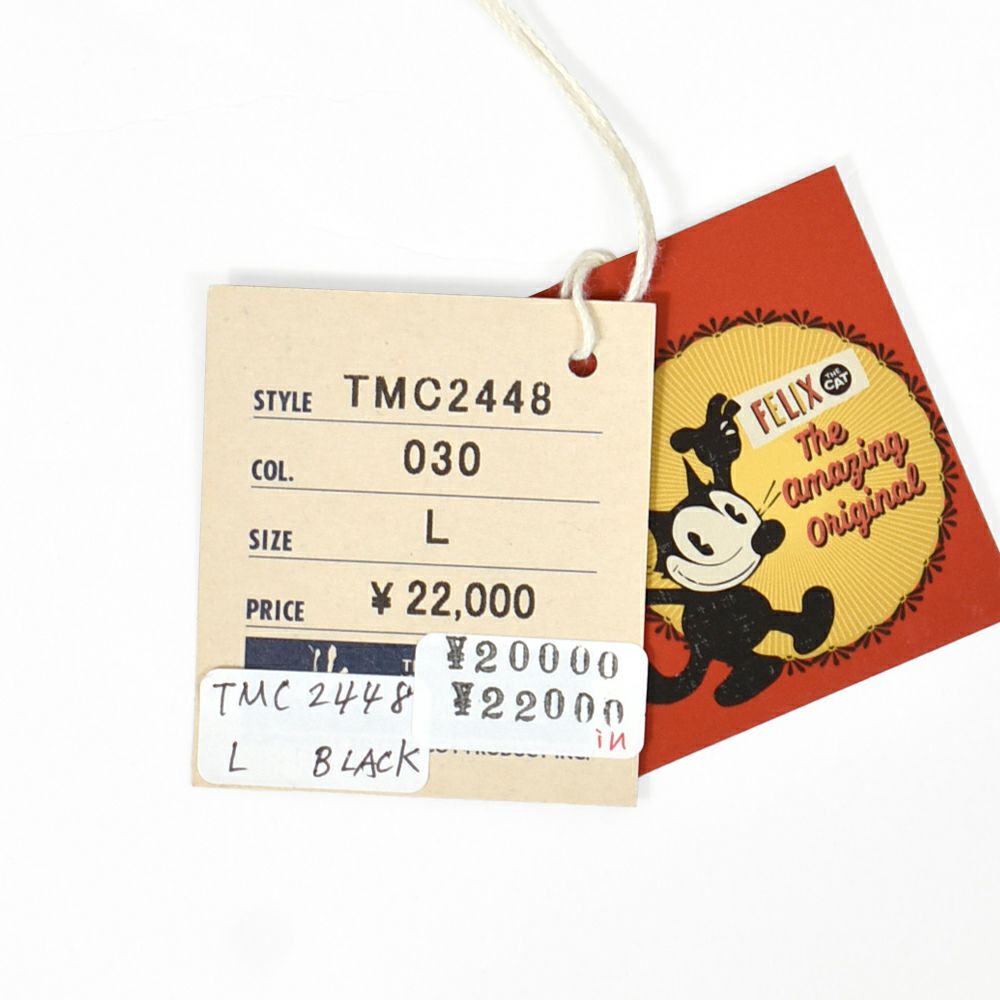 STYLE TMC2448
COL. 030
SIZE L
PRICE ¥ 22,000
¥20000
¥22000
in
TMC 2448
L BLACK
INC.
FELIX THE CAT
The
amazing
Original